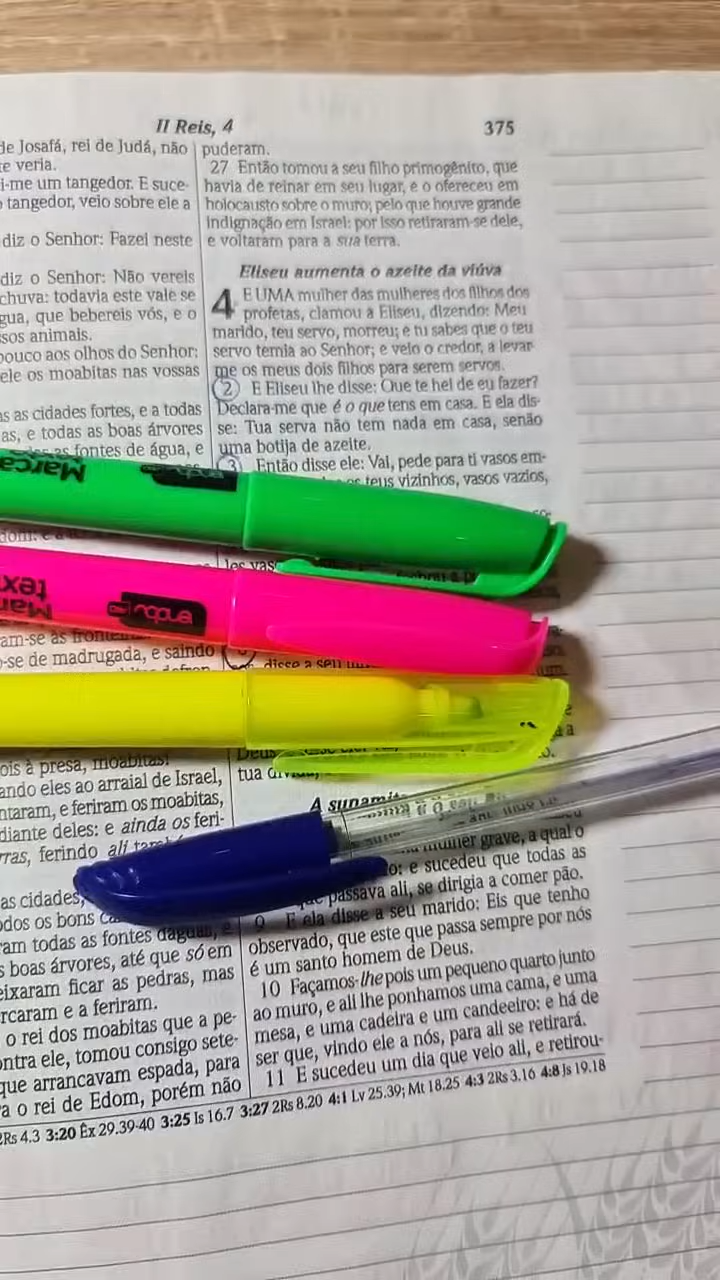 II Reis, 4
375
de Josafá, rei de Judá, não
te veria.
i-me um tangedor. E suce-
tangedor, veio sobre ele a
diz o Senhor: Fazei neste
diz o Senhor: Não vereis
chuva: todavia este vale se
gua, que bebereis vós, e o
sos animais.
pouco aos olhos do Senhor:
ele os moabitas nas vossas
as as cidades fortes, e a todas
as, e todas as boas árvores
as fontes de água, e
am-se as
-se de madrugada, e saindo
ois à presa, moabitas!
ando eles ao arraial de Israel,
ntaram, e feriram os moabitas,
diante deles: e ainda os feri-
rras, ferindo ali
as cidades,
odos os bons
am todas as fontes
s boas árvores, até que só em
eixaram ficar as pedras, mas
rcaram e a feriram.
o rei dos moabitas que a pe-
ontra ele, tomou consigo sete-
que arrancavam espada, para
a o rei de Edom, porém não
puderam.
27 Então tomou a seu filho primogênito, que
havia de reinar em seu lugar, e o ofereceu em
holocausto sobre o muro; pelo que houve grande
indignação em Israel: por isso retiraram-se dele,
e voltaram para a sua terra.
Eliseu aumenta o azeite da viúva
4 E UMA mulher das mulheres dos filhos dos
profetas, clamou a Eliseu, dizendo: Meu
marido, teu servo, morreu; e tu sabes que o teu
servo temia ao Senhor; e veio o credor, a levar-
me os meus dois filhos para serem servos.
2 E Eliseu lhe disse: Que te hei de eu fazer?
Declara-me que é o que tens em casa. E ela dis-
se: Tua serva não tem nada em casa, senão
uma botija de azeite.
3 Então disse ele: Vai, pede para ti vasos em-
teus vizinhos, vasos vazios,
disse a seu
Deus
tua
A
mulher grave, a qual o
e sucedeu que todas as
que passava ali, se dirigia a comer pão.
9 E ela disse a seu marido: Eis que tenho
observado, que este que passa sempre por nós
é um santo homem de Deus.
10 Façamos-lhe pois um pequeno quarto junto
ao muro, e ali lhe ponhamos uma cama, e uma
mesa, e uma cadeira e um candeeiro: e há de
ser que, vindo ele a nós, para ali se retirará.
11 E sucedeu um dia que veio ali, e retirou-
2Rs 4.3 3:20 Êx 29.39-40 3:25 Is 16.7 3:27 2Rs 8.20 4:1 Lv 25.39; Mt 18.25 4:3 2Rs 3.16 4:8 Js 19.18